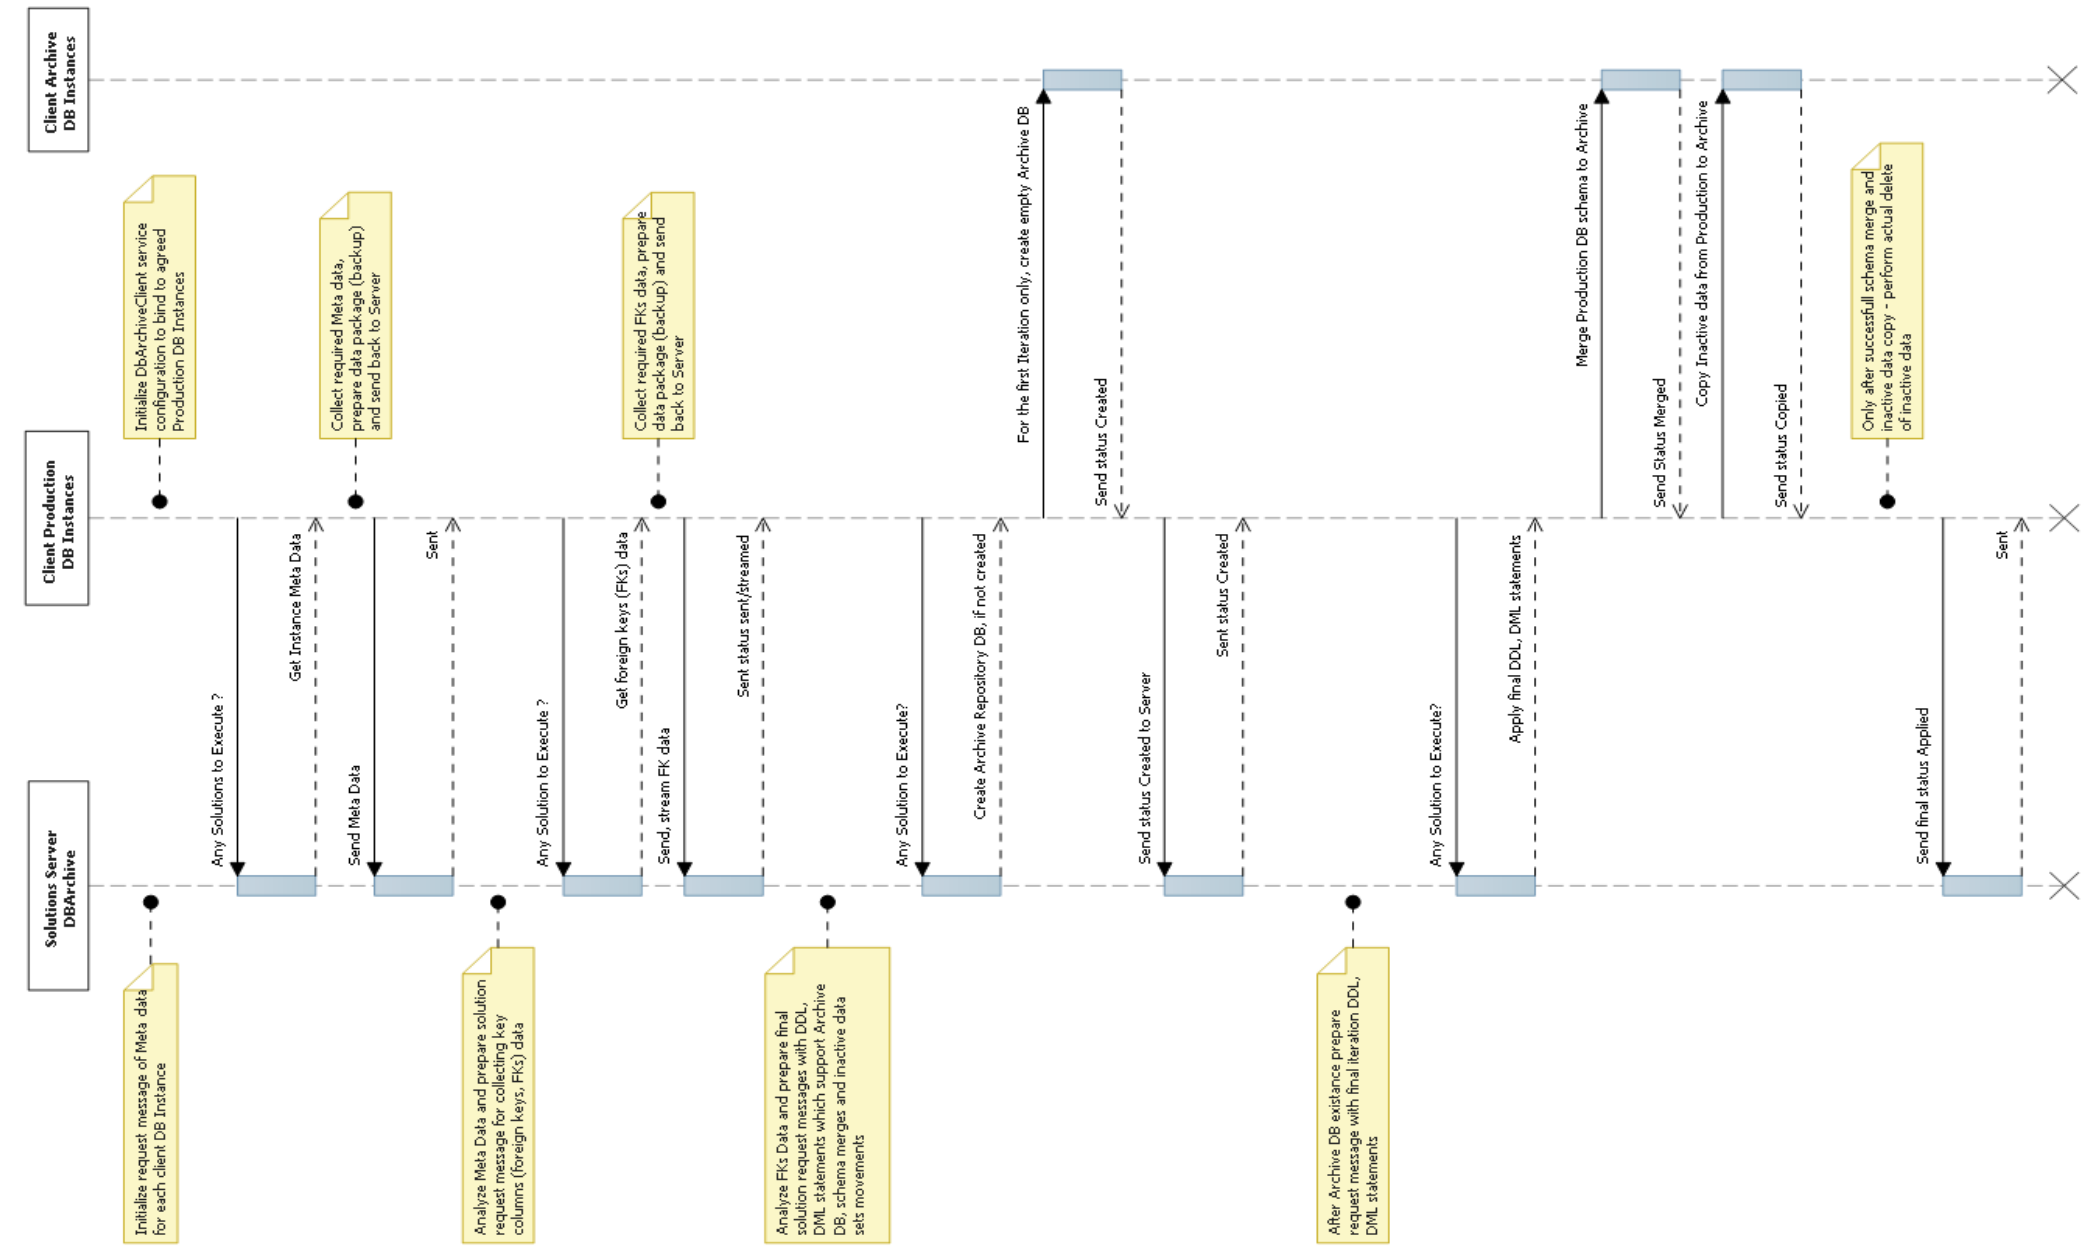 Solutions Server
DBArchive
Client Production
DB Instances
Client Archive
DB Instances
Initialize request message of Meta data
for each client DB Instance
Initialize DbArchiveClient service
configuration to bind to agreed
Production DB Instances
Any Solutions to Execute ?
Get Instance Meta Data
Collect required Meta data,
prepare data package (backup)
and send back to Server
Send Meta Data
Sent
Analyze Meta Data and prepare solution
request message for collecting key
columns (foreign keys, FKs) data
Any Solution to Execute ?
Get foreign keys (FKs) data
Collect required FKs data, prepare
data package (backup) and send
back to Server
Send, stream FK data
Sent status sent/streamed
Analyze FKs Data and prepare final
solution request messages with DDL,
DML statements which support Archive
DB, schema merges and inactive data
sets movements
Any Solution to Execute?
Create Archive Repository DB, if not created
For the first Iteration only, create empty Archive DB
Send status Created
Send status Created to Server
Sent status Created
After Archive DB existance prepare
request message with final iteration DDL,
DML statements
Any Solution to Execute?
Apply final DDL, DML statements
Merge Production DB schema to Archive
Send Status Merged
Copy Inactive data from Production to Archive
Send status Copied
Only after successfull schema merge and
inactive data copy - perform actual delete
of inactive data
Send final status Applied
Sent